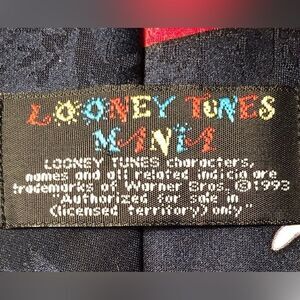 LOONEY TUNES
MANIA
LOONEY TUNES characters,
names and all related indicia are
trademarks of Warner Bros. ©1993
"Authorized for sale in
(licensed territory) only"